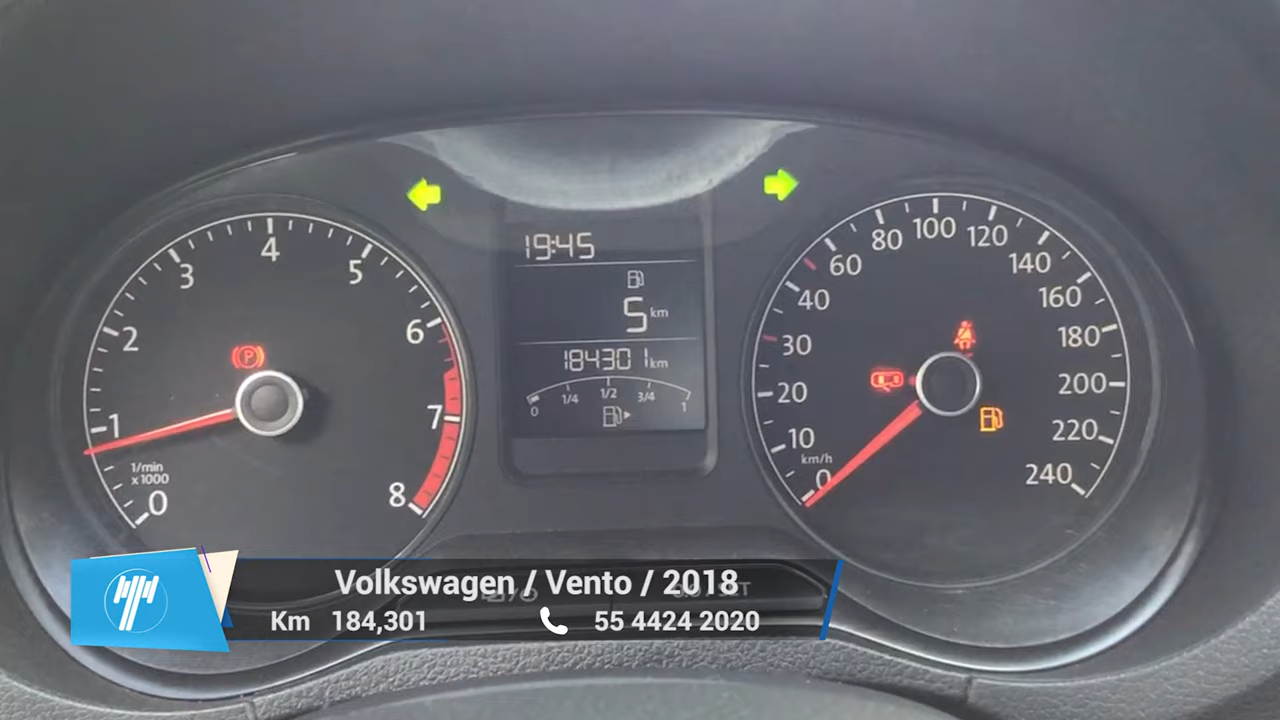 19:45
5 km
184301 km
0 1/4 1/2 3/4 1
0 1 2 3 4 5 6 7 8
1/min
x1000
P
0 10 20 30 40 60 80 100 120 140 160 180 200 220 240
km/h
Volkswagen / Vento / 2018
Km 184,301 55 4424 2020